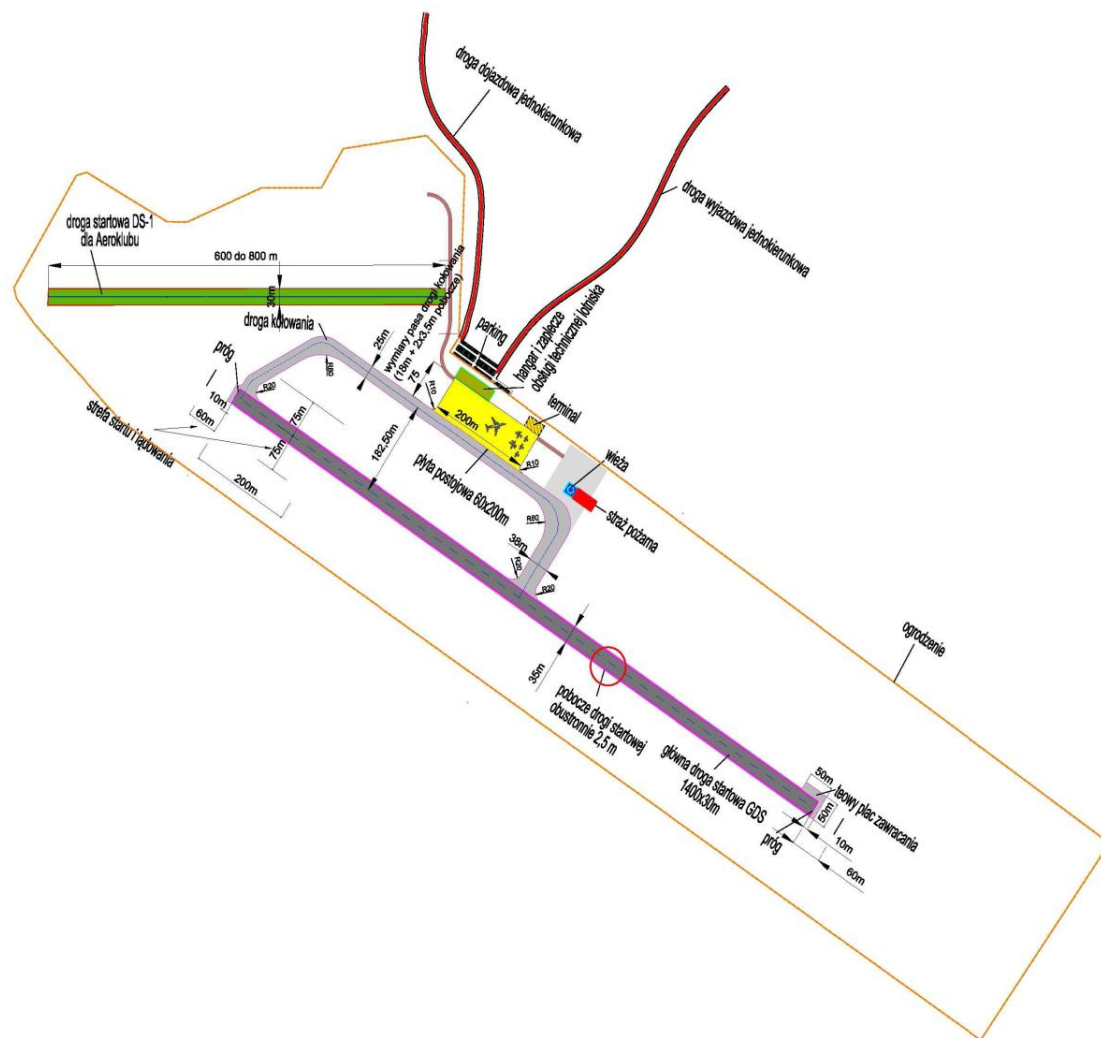 droga dojazdowa jednokierunkowa
droga wyjazdowa jednokierunkowa
droga startowa DS-1
dla Aeroklubu
600 do 800 m
30m
droga kołowania
25m
wymiary pasa drogi kołowania
(18m + 2x3,5m pobocze)
75
parking
hangar i zaplecze
obsługi technicznej lotniska
terminal
próg
R80
R20
R10
10m
60m
strefa startu i lądowania
75m
75m
200m
182,50m
200m
R10
płyta postojowa 60x200m
wieża
straż pożarna
R80
38m
R20
R20
35m
ogrodzenie
pobocze drogi startowej
obustronnie 2,5 m
główna droga startowa GDS
1400x30m
50m
teowy plac zawracania
50m
próg
10m
60m